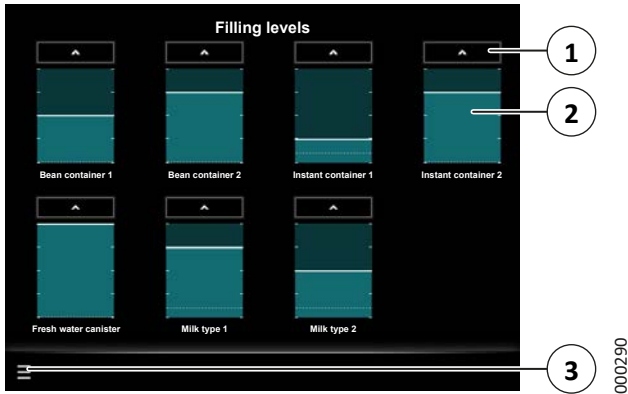 Filling levels
1
2
Bean container 1
Bean container 2
Instant container 1
Instant container 2
Fresh water canister
Milk type 1
Milk type 2
3
000290